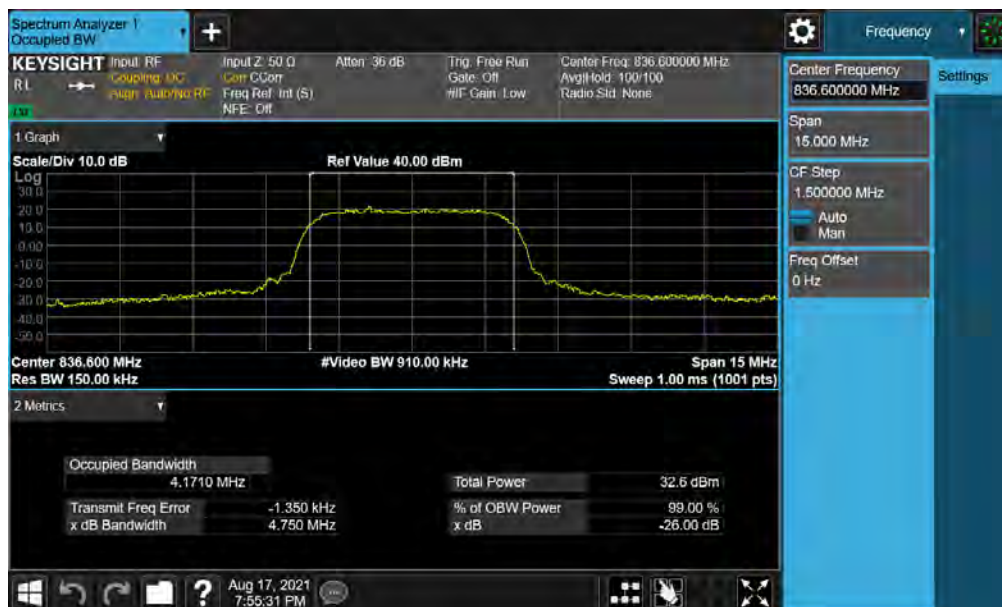 Spectrum Analyzer 1
Occupied BW
+
Frequency
KEYSIGHT Input: RF
R L
Coupling: DC
Align: Auto/No RF
Input Z: 50 Ω
Corr CCorr
Freq Ref: Int (S)
NFE: Off
Atten: 36 dB
Trig: Free Run
Gate: Off
#IF Gain: Low
Center Freq: 836.600000 MHz
Avg|Hold: 100/100
Radio Std: None
Center Frequency
836.600000 MHz
Settings
Span
15.000 MHz
CF Step
1.500000 MHz
Auto
Man
Freq Offset
0 Hz
1 Graph
Scale/Div 10.0 dB
Ref Value 40.00 dBm
Log
30.0
20.0
10.0
0.00
-10.0
-20.0
-30.0
-40.0
-50.0
Center 836.600 MHz
#Video BW 910.00 kHz
Span 15 MHz
Res BW 150.00 kHz
Sweep 1.00 ms (1001 pts)
2 Metrics
Occupied Bandwidth
4.1710 MHz
Total Power 32.6 dBm
Transmit Freq Error -1.350 kHz
% of OBW Power 99.00 %
x dB Bandwidth 4.750 MHz
x dB -26.00 dB
?
Aug 17, 2021
7:55:31 PM